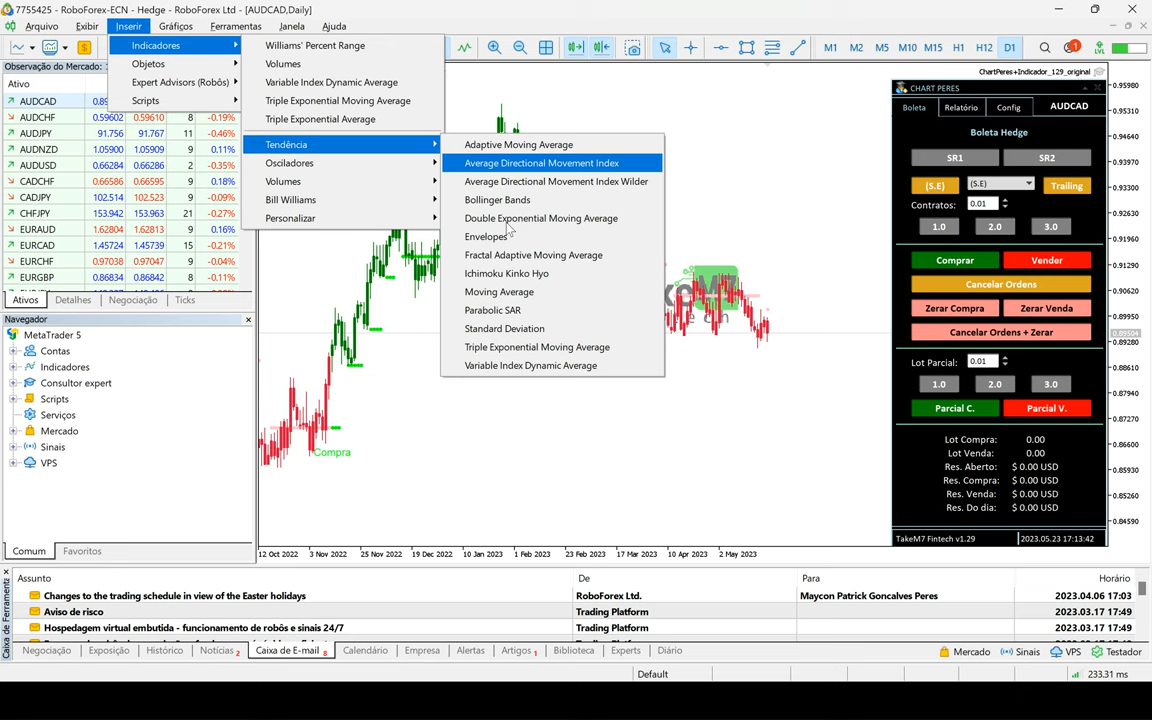 7755425 - RoboForex-ECN - Hedge - RoboForex Ltd - [AUDCAD,Daily]
Arquivo Exibir Inserir Gráficos Ferramentas Janela Ajuda
M1 M2 M5 M10 M15 H1 H12 D1
Observação do Mercado: 1
Ativo
AUDCAD 0.89
AUDCHF 0.59602 0.59610 8 -0.19%
AUDJPY 91.756 91.767 11 -0.46%
AUDNZD 1.05900 1.05909 9 0.11%
AUDUSD 0.66284 0.66286 2 -0.35%
CADCHF 0.66586 0.66595 9 0.18%
CADJPY 102.514 102.523 9 -0.09%
CHFJPY 153.942 153.963 21 -0.27%
EURAUD 1.62804 1.62813 9 0.16%
EURCAD 1.45724 1.45739 15 -0.21%
EURCHF 0.97038 0.97047 9 -0.04%
EURGBP 0.86834 0.86842 8 -0.11%
Ativos Detalhes Negociação Ticks
Indicadores
Objetos
Expert Advisors (Robôs)
Scripts
Williams' Percent Range
Volumes
Variable Index Dynamic Average
Triple Exponential Moving Average
Triple Exponential Average
Tendência
Osciladores
Volumes
Bill Williams
Personalizar
Adaptive Moving Average
Average Directional Movement Index
Average Directional Movement Index Wilder
Bollinger Bands
Double Exponential Moving Average
Envelopes
Fractal Adaptive Moving Average
Ichimoku Kinko Hyo
Moving Average
Parabolic SAR
Standard Deviation
Triple Exponential Moving Average
Variable Index Dynamic Average
Navegador
MetaTrader 5
Contas
Indicadores
Consultor expert
Scripts
Serviços
Mercado
Sinais
VPS
Comum Favoritos
Compra
12 Oct 2022 3 Nov 2022 25 Nov 2022 19 Dec 2022 10 Jan 2023 1 Feb 2023 23 Feb 2023 17 Mar 2023 10 Apr 2023 2 May 2023
ChartPeres+Indicador_129_original
CHART PERES
Boleta Relatório Config AUDCAD
Boleta Hedge
SR1 SR2
(S.E) (S.E) Trailing
Contratos: 0.01
1.0 2.0 3.0
Comprar Vender
Cancelar Ordens
Zerar Compra Zerar Venda
Cancelar Ordens + Zerar
Lot Parcial: 0.01
1.0 2.0 3.0
Parcial C. Parcial V.
Lot Compra: 0.00
Lot Venda: 0.00
Res. Aberto: $ 0.00 USD
Res. Compra: $ 0.00 USD
Res. Venda: $ 0.00 USD
Res. Do dia: $ 0.00 USD
TakeM7 Fintech v1.29 2023.05.23 17:13:42
0.95980
0.95310
0.94640
0.93970
0.93300
0.92630
0.91960
0.91290
0.90620
0.89950
0.89504
0.89280
0.88610
0.87940
0.87270
0.86600
0.85930
0.85260
0.84590
Assunto De Para Horário
Changes to the trading schedule in view of the Easter holidays RoboForex Ltd. Maycon Patrick Goncalves Peres 2023.04.06 17:03
Aviso de risco Trading Platform 2023.03.17 17:49
Hospedagem virtual embutida - funcionamento de robôs e sinais 24/7 Trading Platform 2023.03.17 17:49
Negociação Exposição Histórico Notícias 2 Caixa de E-mail 8 Calendário Empresa Alertas Artigos 1 Biblioteca Experts Diário
Mercado Sinais VPS Testador
Default 233.31 ms